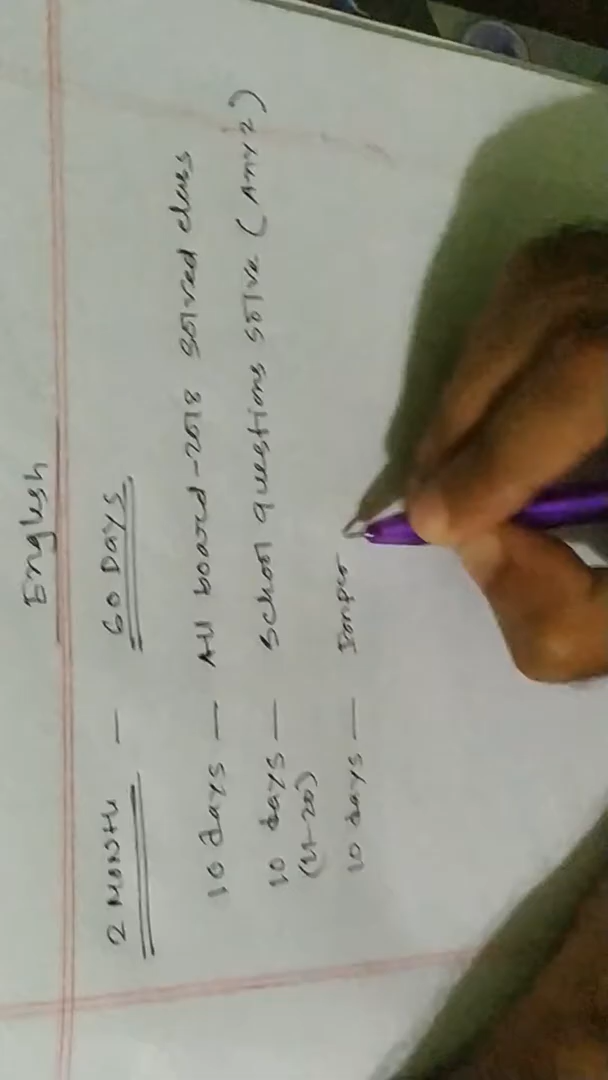 English
2 MONTH - 60 DAYS
10 days - All board-2018 solved class
10 days - School questions solve (Any 2)
(11-20)
10 days -